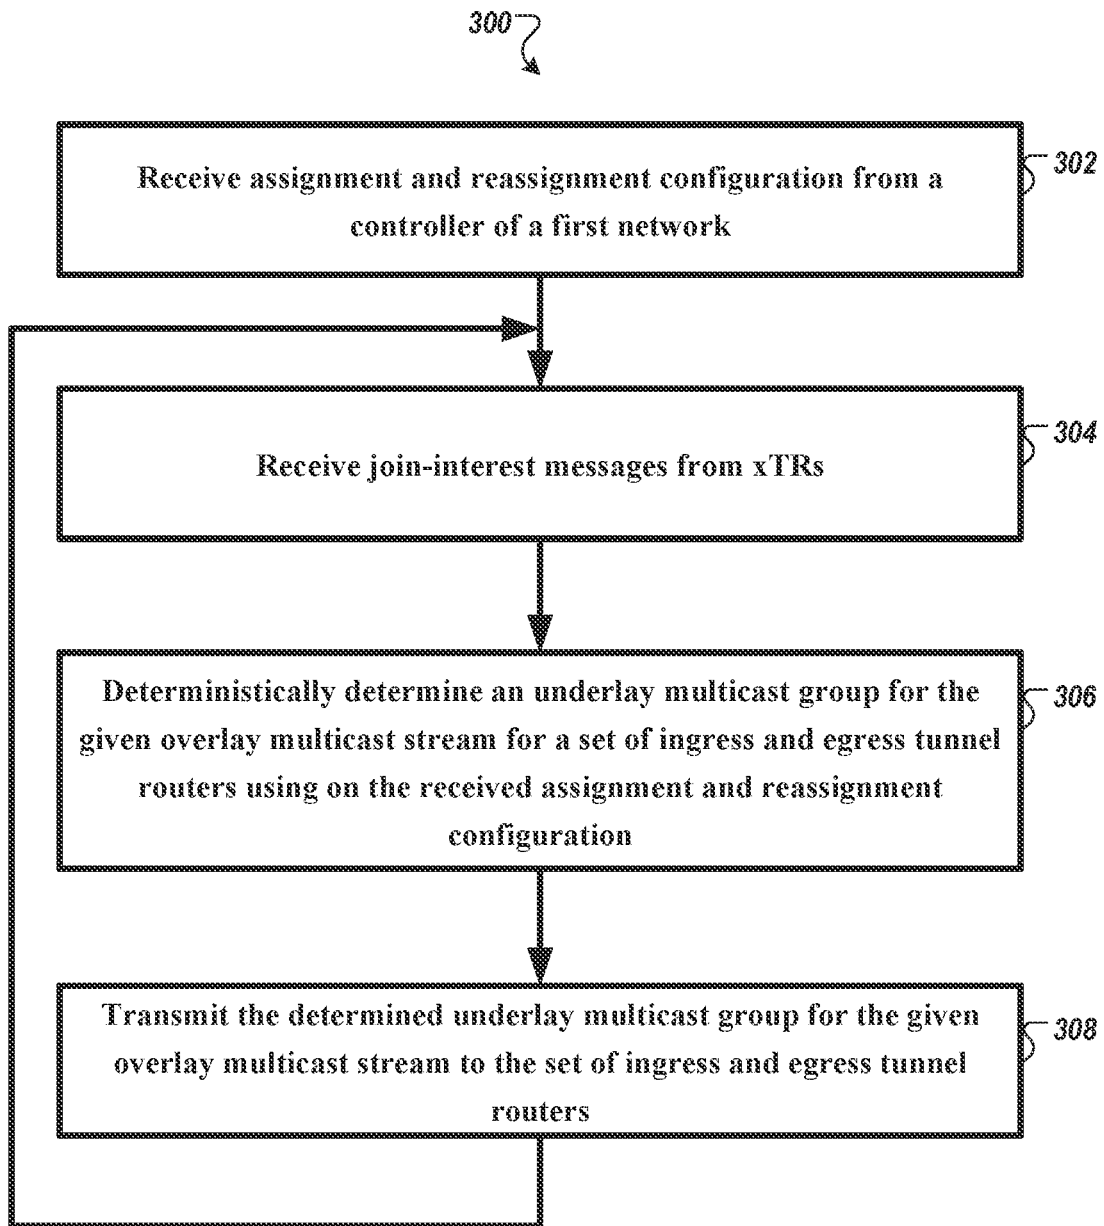 300
Receive assignment and reassignment configuration from a
controller of a first network
302
Receive join-interest messages from xTRs
304
Deterministically determine an underlay multicast group for the
given overlay multicast stream for a set of ingress and egress tunnel
routers using on the received assignment and reassignment
configuration
306
Transmit the determined underlay multicast group for the given
overlay multicast stream to the set of ingress and egress tunnel
routers
308